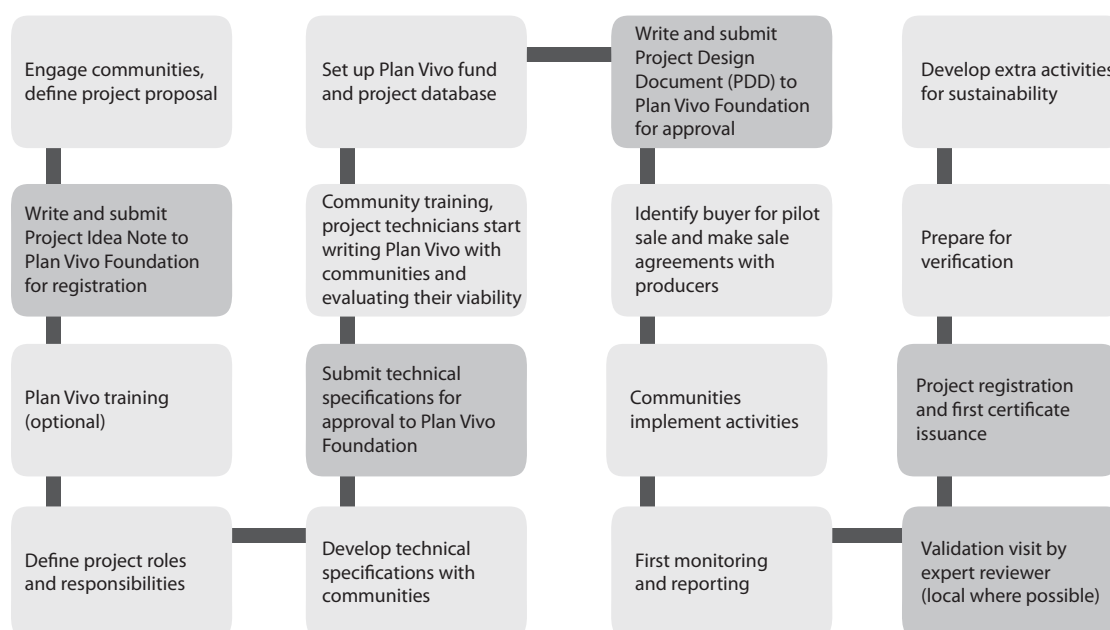 Engage communities,
define project proposal
Write and submit
Project Idea Note to
Plan Vivo Foundation
for registration
Plan Vivo training
(optional)
Define project roles
and responsibilities
Develop technical
specifications with
communities
Submit technical
specifications for
approval to Plan Vivo
Foundation
Community training,
project technicians start
writing Plan Vivo with
communities and
evaluating their viability
Set up Plan Vivo fund
and project database
Write and submit
Project Design
Document (PDD) to
Plan Vivo Foundation
for approval
Identify buyer for pilot
sale and make sale
agreements with
producers
Communities
implement activities
First monitoring
and reporting
Validation visit by
expert reviewer
(local where possible)
Project registration
and first certificate
issuance
Prepare for
verification
Develop extra activities
for sustainability